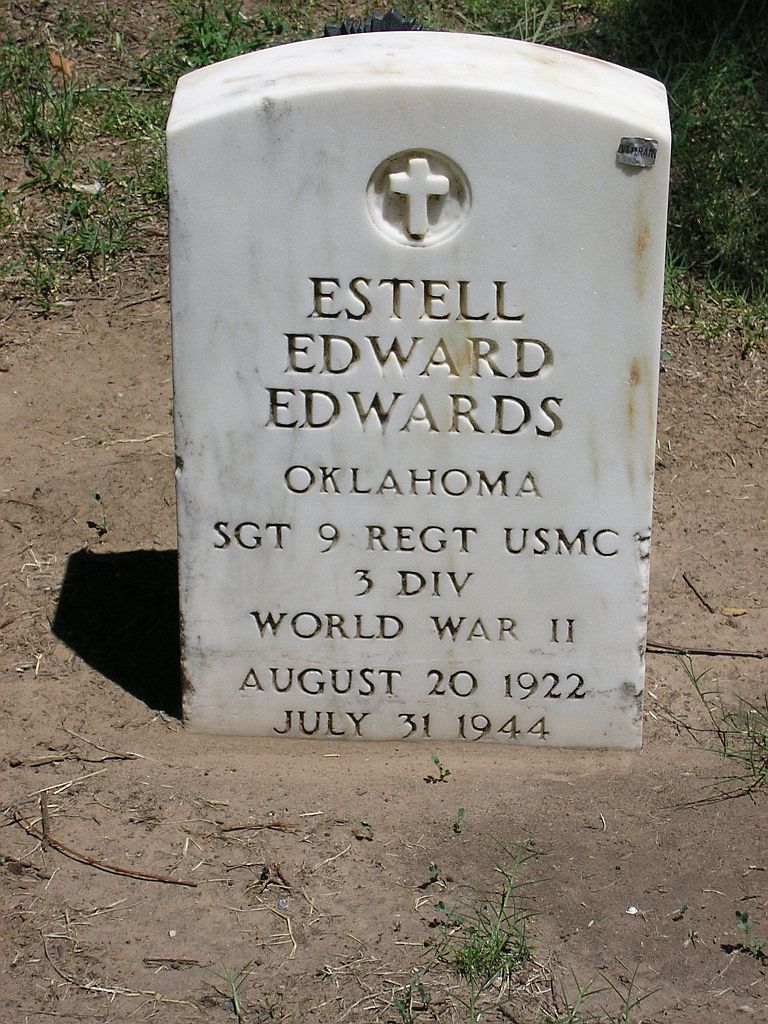 VETERAN
ESTELL
EDWARD
EDWARDS
OKLAHOMA
SGT 9 REGT USMC
3 DIV
WORLD WAR II
AUGUST 20 1922
JULY 31 1944